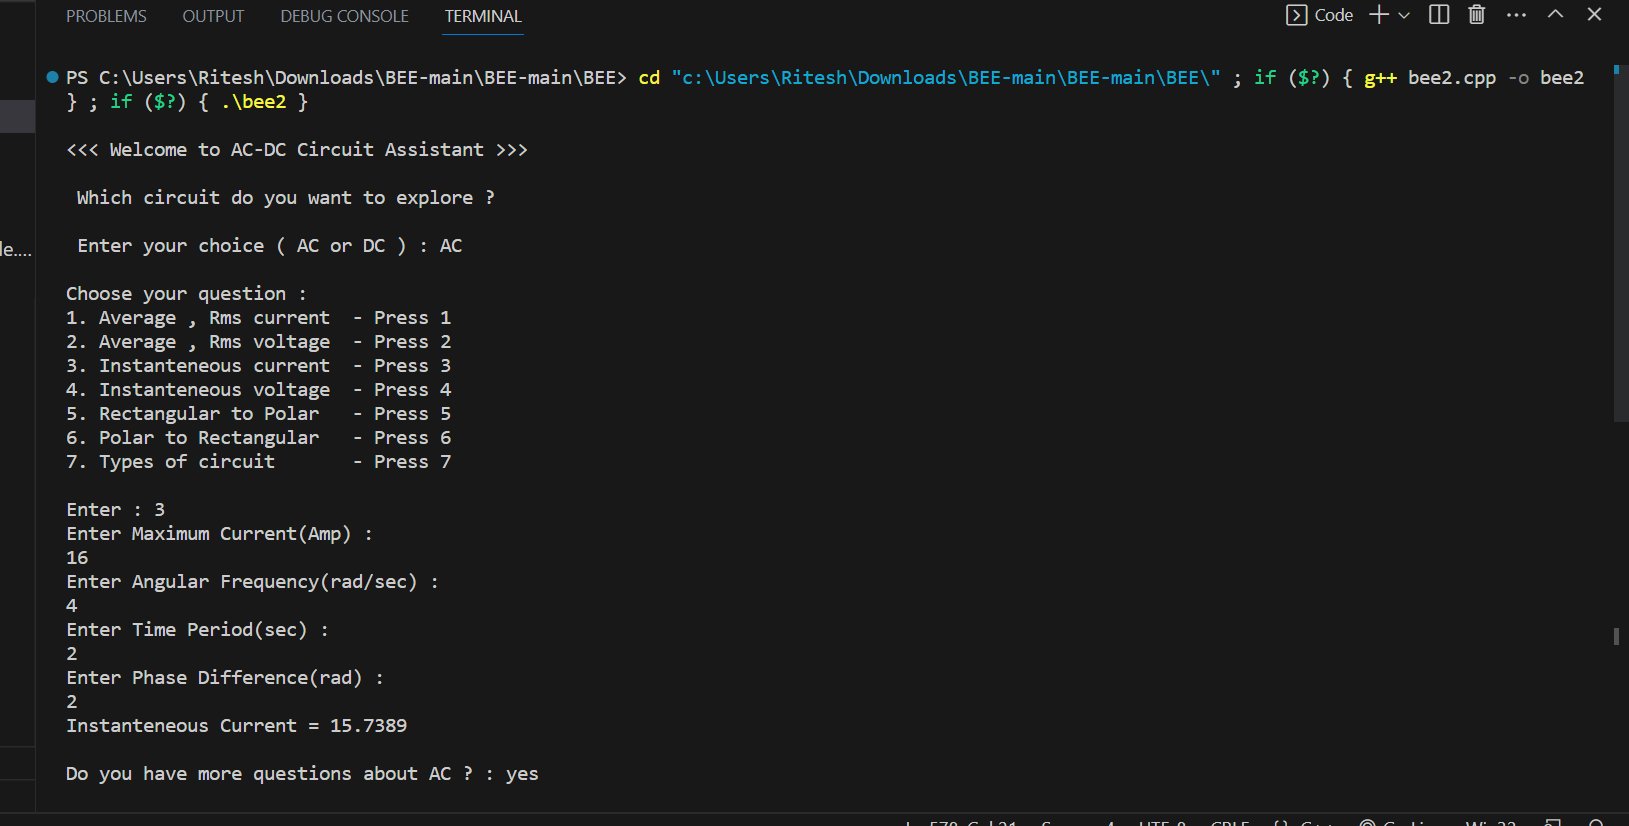 PROBLEMS OUTPUT DEBUG CONSOLE TERMINAL Code
PS C:\Users\Ritesh\Downloads\BEE-main\BEE-main\BEE> cd "c:\Users\Ritesh\Downloads\BEE-main\BEE-main\BEE\" ; if ($?) { g++ bee2.cpp -o bee2
} ; if ($?) { .\bee2 }
<<< Welcome to AC-DC Circuit Assistant >>>
Which circuit do you want to explore ?
Enter your choice ( AC or DC ) : AC
Choose your question :
1. Average , Rms current - Press 1
2. Average , Rms voltage - Press 2
3. Instanteneous current - Press 3
4. Instanteneous voltage - Press 4
5. Rectangular to Polar - Press 5
6. Polar to Rectangular - Press 6
7. Types of circuit - Press 7
Enter : 3
Enter Maximum Current(Amp) :
16
Enter Angular Frequency(rad/sec) :
4
Enter Time Period(sec) :
2
Enter Phase Difference(rad) :
2
Instanteneous Current = 15.7389
Do you have more questions about AC ? : yes